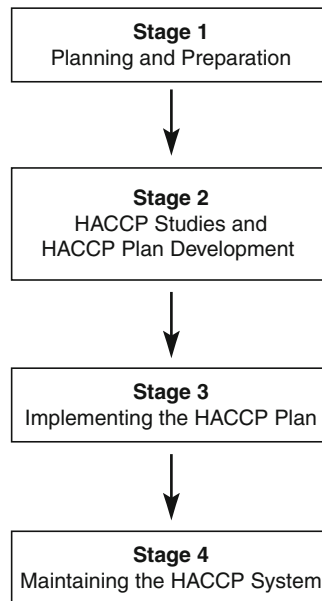 Stage 1
Planning and Preparation
Stage 2
HACCP Studies and
HACCP Plan Development
Stage 3
Implementing the HACCP Plan
Stage 4
Maintaining the HACCP System